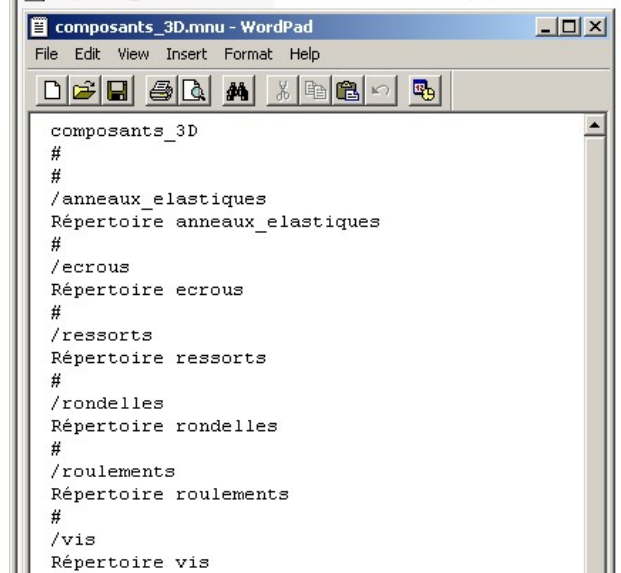 composants_3D.mnu - WordPad
File Edit View Insert Format Help
composants_3D
#
#
/anneaux_elastiques
Répertoire anneaux_elastiques
#
/ecrous
Répertoire ecrous
#
/ressorts
Répertoire ressorts
#
/rondelles
Répertoire rondelles
#
/roulements
Répertoire roulements
#
/vis
Répertoire vis